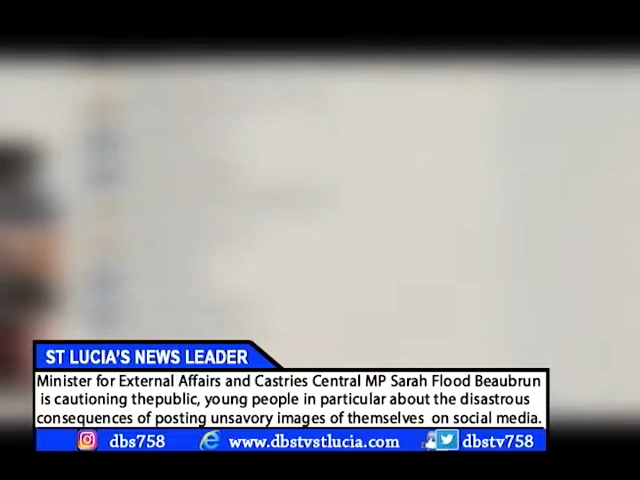 ST LUCIA'S NEWS LEADER
Minister for External Affairs and Castries Central MP Sarah Flood Beaubrun
is cautioning thepublic, young people in particular about the disastrous
consequences of posting unsavory images of themselves on social media.
dbs758 www.dbstvstlucia.com dbstv758